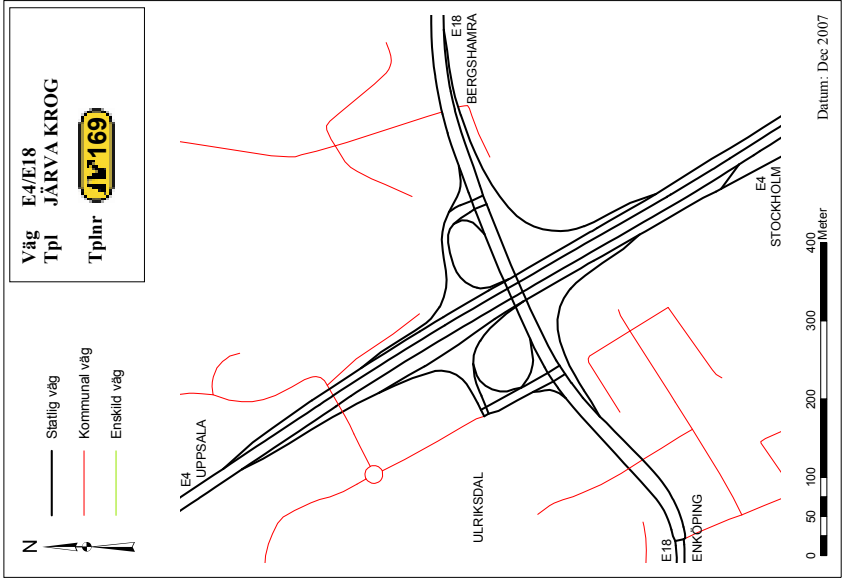 Väg E4/E18
Tpl JÄRVA KROG
Tplnr 169
N
Statlig väg
Kommunal väg
Enskild väg
E4
UPPSALA
E18
BERGSHAMRA
ULRIKSDAL
E18
ENKÖPING
E4
STOCKHOLM
0 50 100 200 300 400
Meter
Datum: Dec 2007